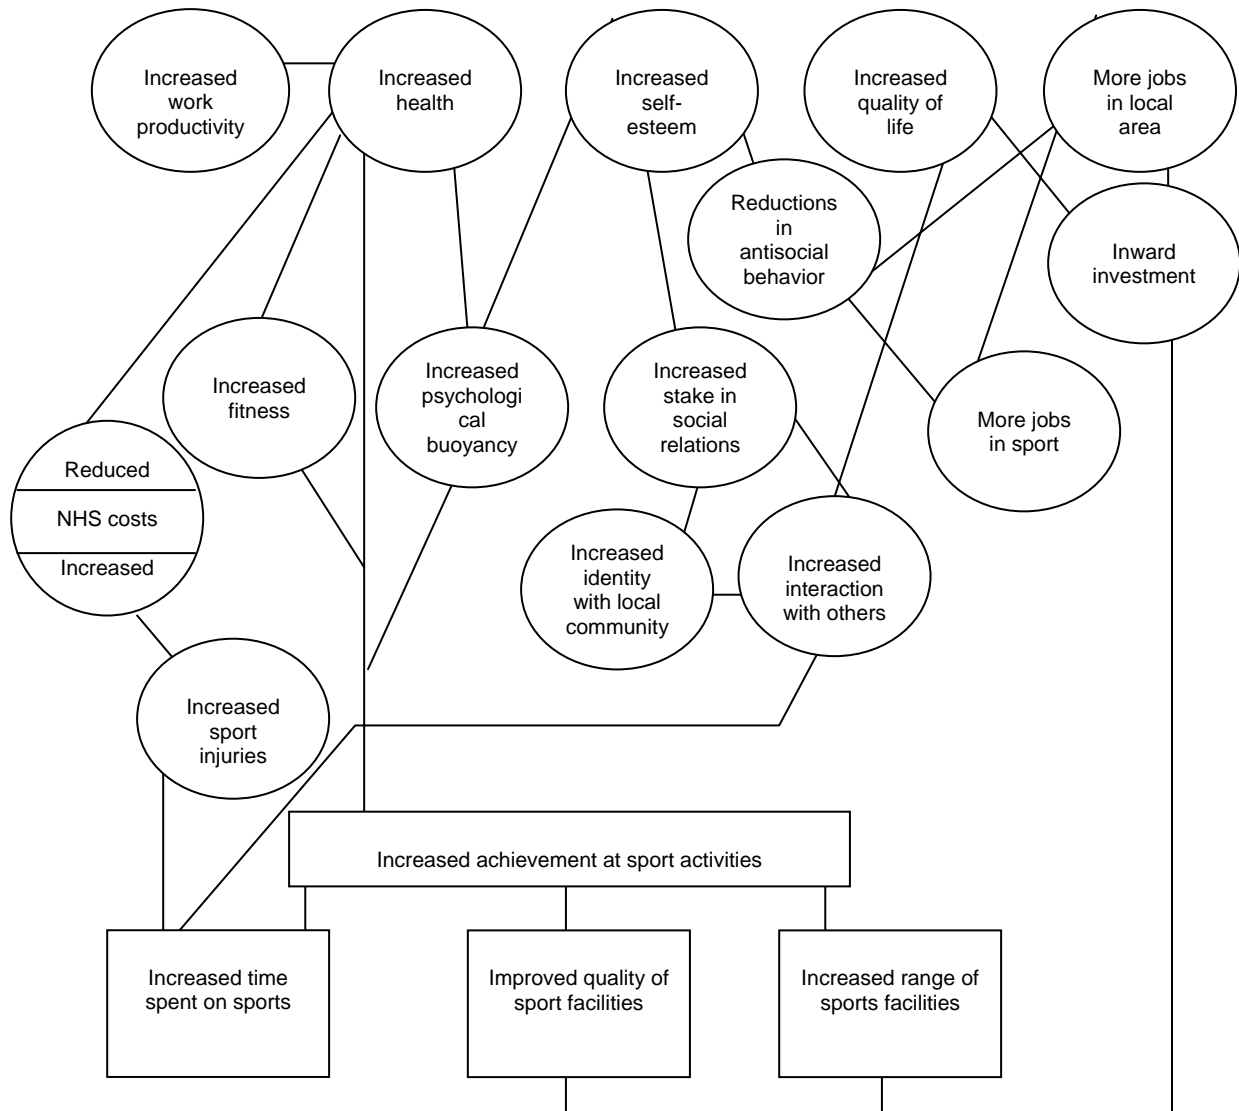 Increased
work
productivity
Increased
health
Increased
self-
esteem
Increased
quality of
life
More jobs
in local
area
Reductions
in
antisocial
behavior
Inward
investment
Increased
fitness
Increased
psychologi
cal
buoyancy
Increased
stake in
social
relations
More jobs
in sport
Reduced
NHS costs
Increased
Increased
identity
with local
community
Increased
interaction
with others
Increased
sport
injuries
Increased achievement at sport activities
Increased time
spent on sports
Improved quality of
sport facilities
Increased range of
sports facilities